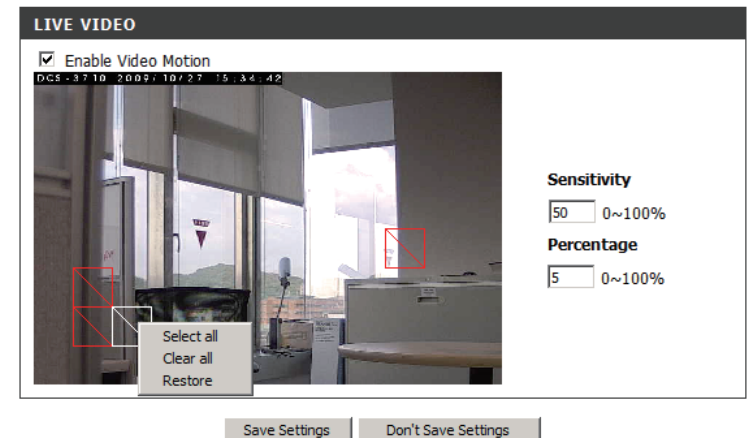 LIVE VIDEO
Enable Video Motion
DCS-3710 2009/10/27 15:34:42
Sensitivity
50 0~100%
Percentage
5 0~100%
Select all
Clear all
Restore
Save Settings
Don't Save Settings